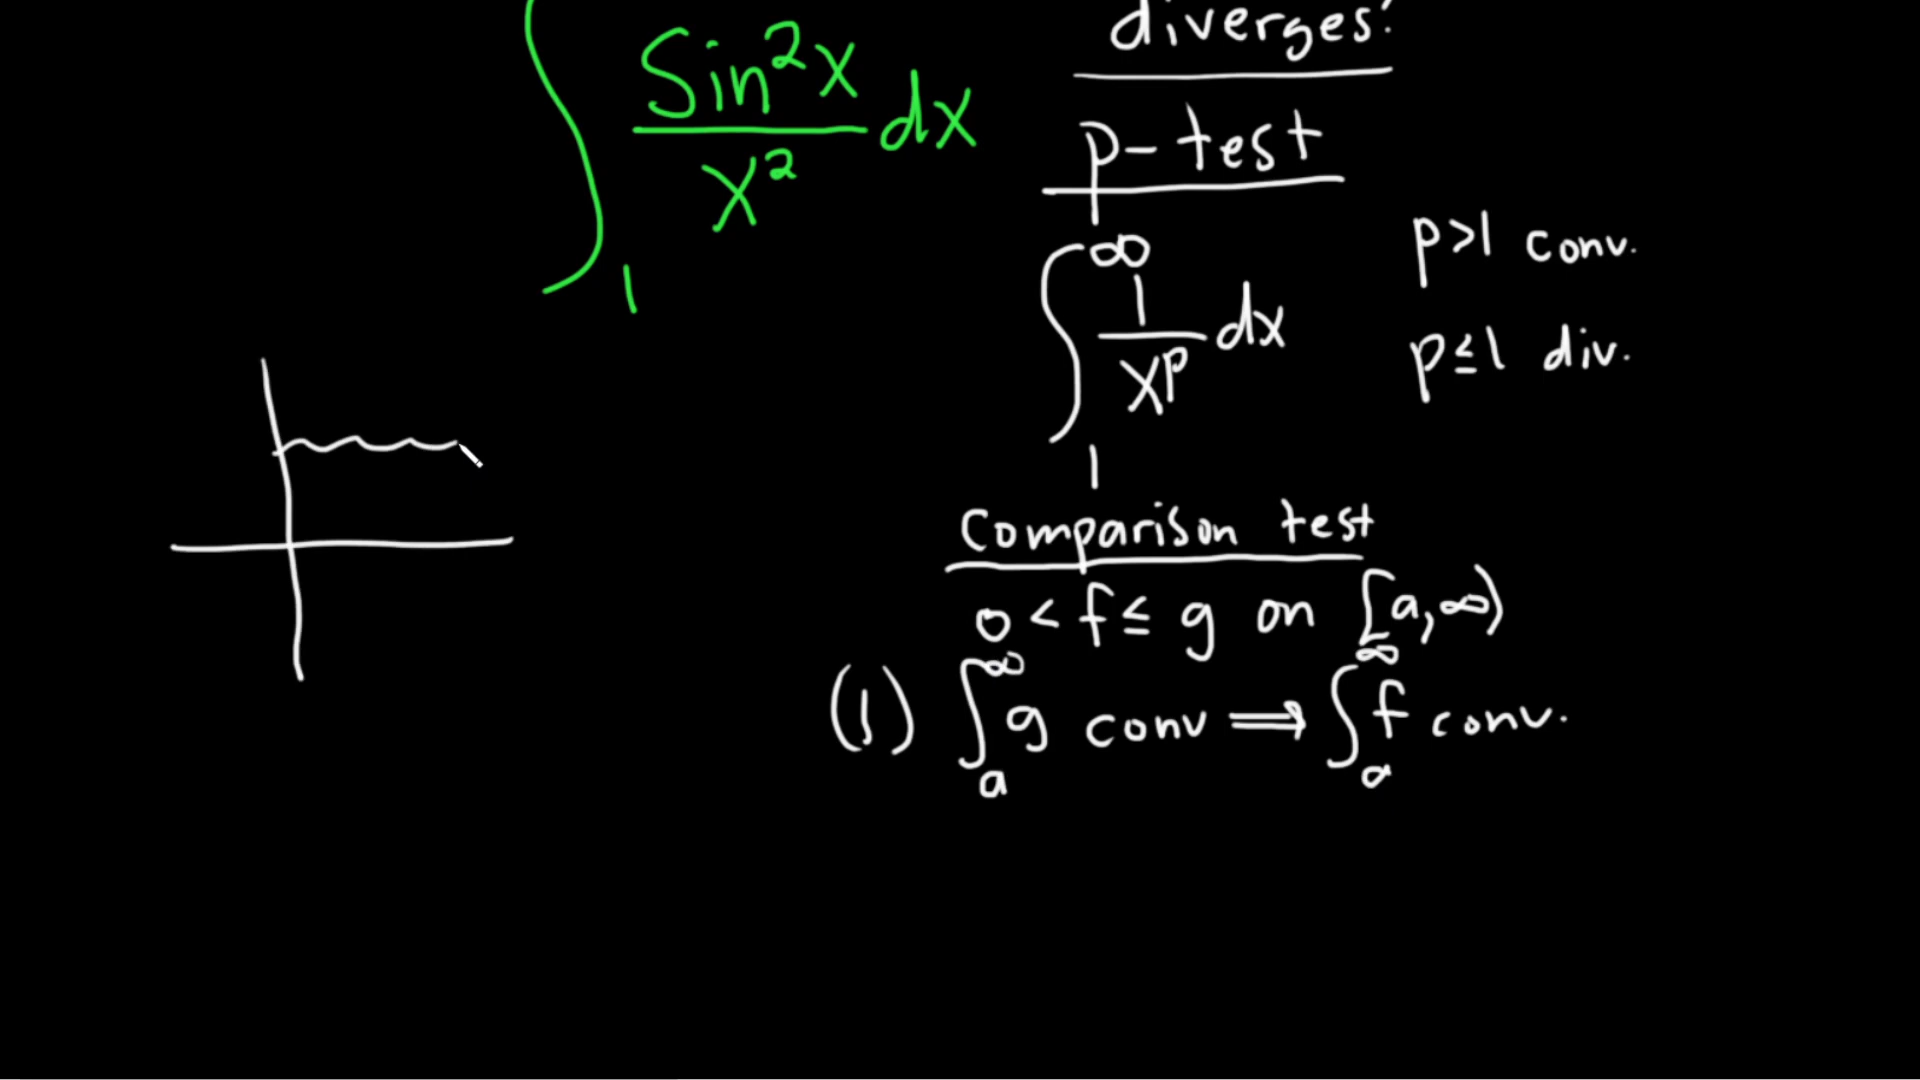 diverges?
∫₁ Sin²x / x² dx
p-test
∫₁^∞ 1/x^p dx
p>1 conv.
p≤1 div.
Comparison test
0 < f ≤ g on [a,∞)
(1) ∫ₐ^∞ g conv ⟹ ∫ₐ^∞ f conv.